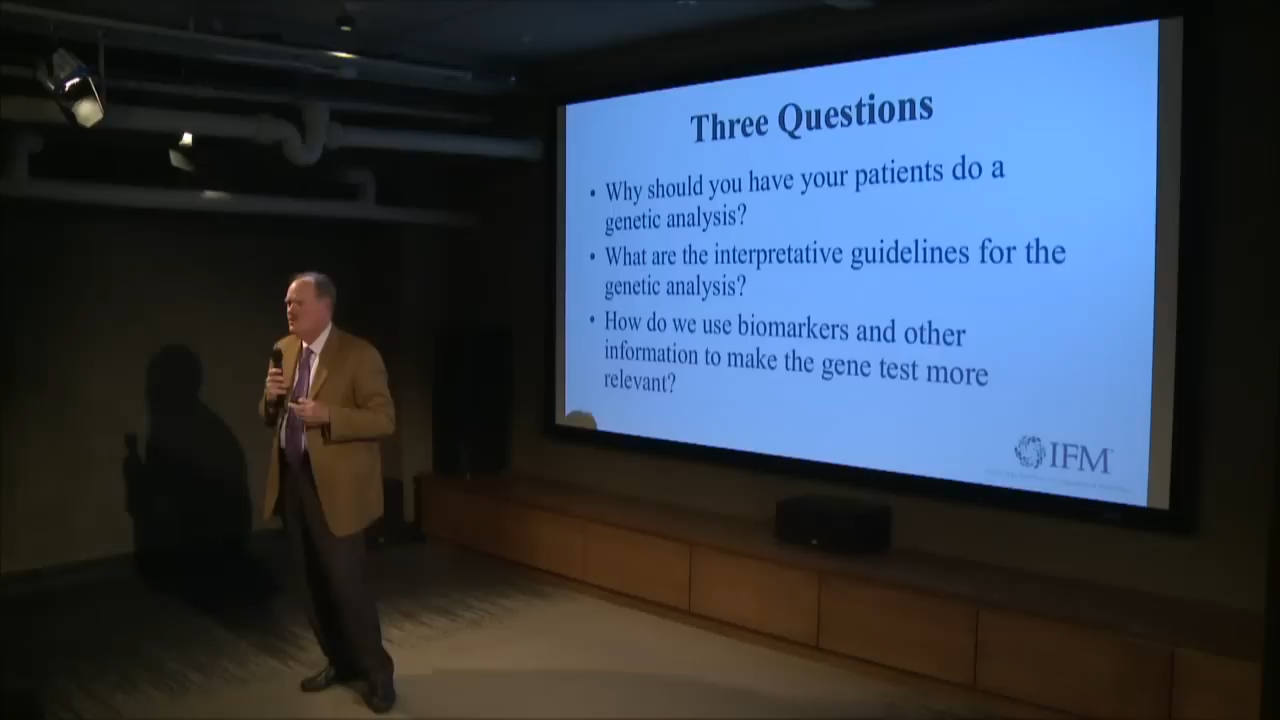 Three Questions
• Why should you have your patients do a
genetic analysis?
• What are the interpretative guidelines for the
genetic analysis?
• How do we use biomarkers and other
information to make the gene test more
relevant?
IFM